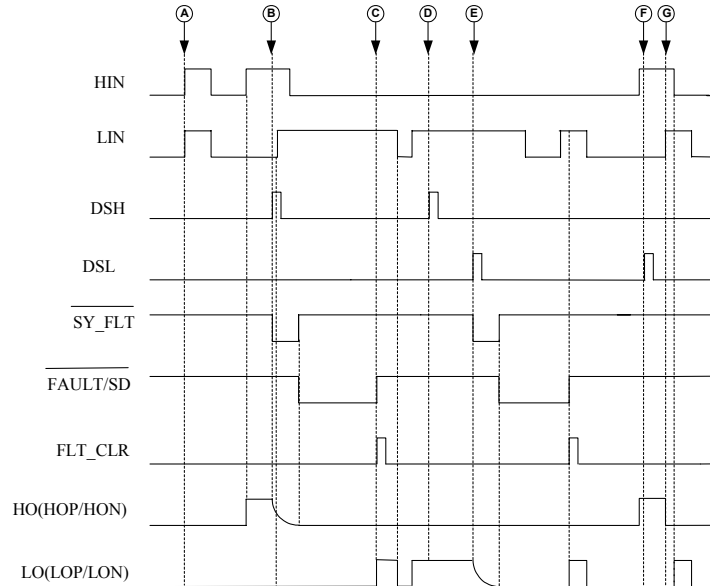 A B C D E F G
HIN
LIN
DSH
DSL
SY_FLT
FAULT/SD
FLT_CLR
HO(HOP/HON)
LO(LOP/LON)